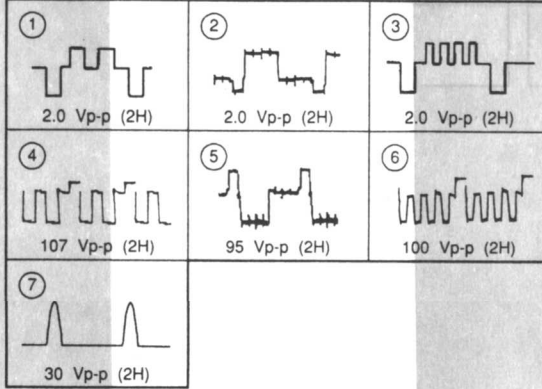 1 2 3
2.0 Vp-p (2H) 2.0 Vp-p (2H) 2.0 Vp-p (2H)
4 5 6
107 Vp-p (2H) 95 Vp-p (2H) 100 Vp-p (2H)
7
30 Vp-p (2H)